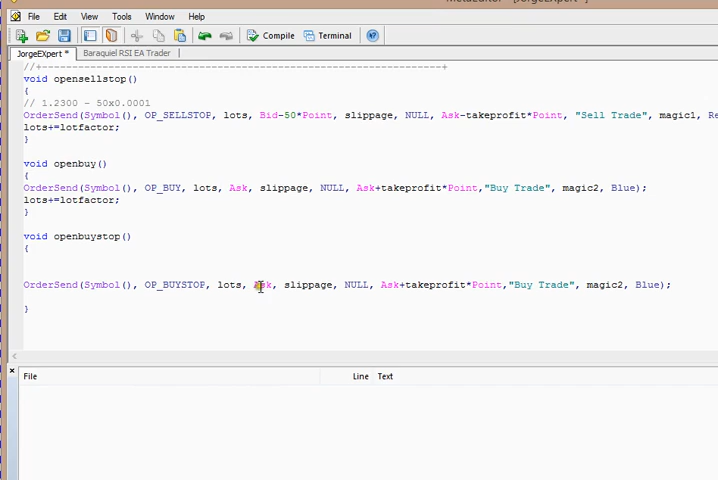 File Edit View Tools Window Help
Compile Terminal
JorgeEXpert * Baraquiel RSI EA Trader
//+------------------------------------------------------------------+
void opensellstop()
{
// 1.2300 - 50x0.0001
OrderSend(Symbol(), OP_SELLSTOP, lots, Bid-50*Point, slippage, NULL, Ask-takeprofit*Point, "Sell Trade", magic1, Re
lots+=lotfactor;
}
void openbuy()
{
OrderSend(Symbol(), OP_BUY, lots, Ask, slippage, NULL, Ask+takeprofit*Point,"Buy Trade", magic2, Blue);
lots+=lotfactor;
}
void openbuystop()
{
OrderSend(Symbol(), OP_BUYSTOP, lots, Ask, slippage, NULL, Ask+takeprofit*Point,"Buy Trade", magic2, Blue);
}
File Line Text